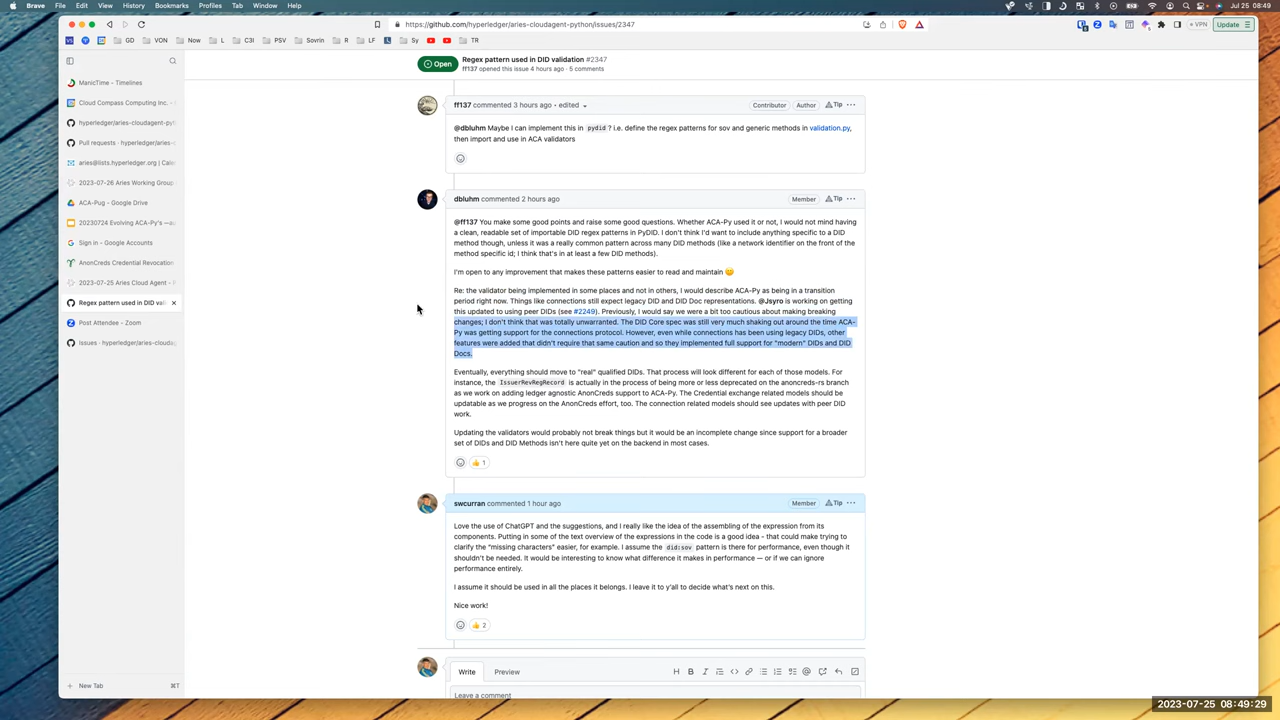 Brave File Edit View History Bookmarks Profiles Tab Window Help
Jul 25 08:49
https://github.com/hyperledger/aries-cloudagent-python/issues/2347
VPN Update
GD VON Now L C3I PSV Sovrin R LF Sy TR
ManicTime - Timelines
Cloud Compass Computing Inc. -
hyperledger/aries-cloudagent-pyt
Pull requests · hyperledger/aries-c
aries@lists.hyperledger.org | Cale
2023-07-26 Aries Working Group
ACA-Pug – Google Drive
20230724 Evolving ACA-Py's —ou
Sign in – Google Accounts
AnonCreds Credential Revocation
2023-07-25 Aries Cloud Agent - P
Regex pattern used in DID vali
Post Attendee - Zoom
Issues · hyperledger/aries-cloudag
New Tab ⌘T
Open
Regex pattern used in DID validation #2347
ff137 opened this issue 4 hours ago · 5 comments
ff137 commented 3 hours ago · edited
Contributor Author Tip ···
@dbluhm Maybe I can implement this in pydid ? i.e. define the regex patterns for sov and generic methods in validation.py,
then import and use in ACA validators
dbluhm commented 2 hours ago
Member Tip ···
@ff137 You make some good points and raise some good questions. Whether ACA-Py used it or not, I would not mind having
a clean, readable set of importable DID regex patterns in PyDID. I don't think I'd want to include anything specific to a DID
method though, unless it was a really common pattern across many DID methods (like a network identifier on the front of the
method specific id; I think that's in at least a few DID methods).
I'm open to any improvement that makes these patterns easier to read and maintain 😄
Re: the validator being implemented in some places and not in others, I would describe ACA-Py as being in a transition
period right now. Things like connections still expect legacy DID and DID Doc representations. @Jsyro is working on getting
this updated to using peer DIDs (see #2249). Previously, I would say we were a bit too cautious about making breaking
changes; I don't think that was totally unwarranted. The DID Core spec was still very much shaking out around the time ACA-
Py was getting support for the connections protocol. However, even while connections has been using legacy DIDs, other
features were added that didn't require that same caution and so they implemented full support for "modern" DIDs and DID
Docs.
Eventually, everything should move to "real" qualified DIDs. That process will look different for each of those models. For
instance, the IssuerRevRegRecord is actually in the process of being more or less deprecated on the anoncreds-rs branch
as we work on adding ledger agnostic AnonCreds support to ACA-Py. The Credential exchange related models should be
updatable as we progress on the AnonCreds effort, too. The connection related models should see updates with peer DID
work.
Updating the validators would probably not break things but it would be an incomplete change since support for a broader
set of DIDs and DID Methods isn't here quite yet on the backend in most cases.
👍 1
swcurran commented 1 hour ago
Member Tip ···
Love the use of ChatGPT and the suggestions, and I really like the idea of the assembling of the expression from its
components. Putting in some of the text overview of the expressions in the code is a good idea - that could make trying to
clarify the "missing characters" easier, for example. I assume the did:sov pattern is there for performance, even though it
shouldn't be needed. It would be interesting to know what difference it makes in performance — or if we can ignore
performance entirely.
I assume it should be used in all the places it belongs. I leave it to y'all to decide what's next on this.
Nice work!
👍 2
Write Preview
Leave a comment
2023-07-25 08:49:29